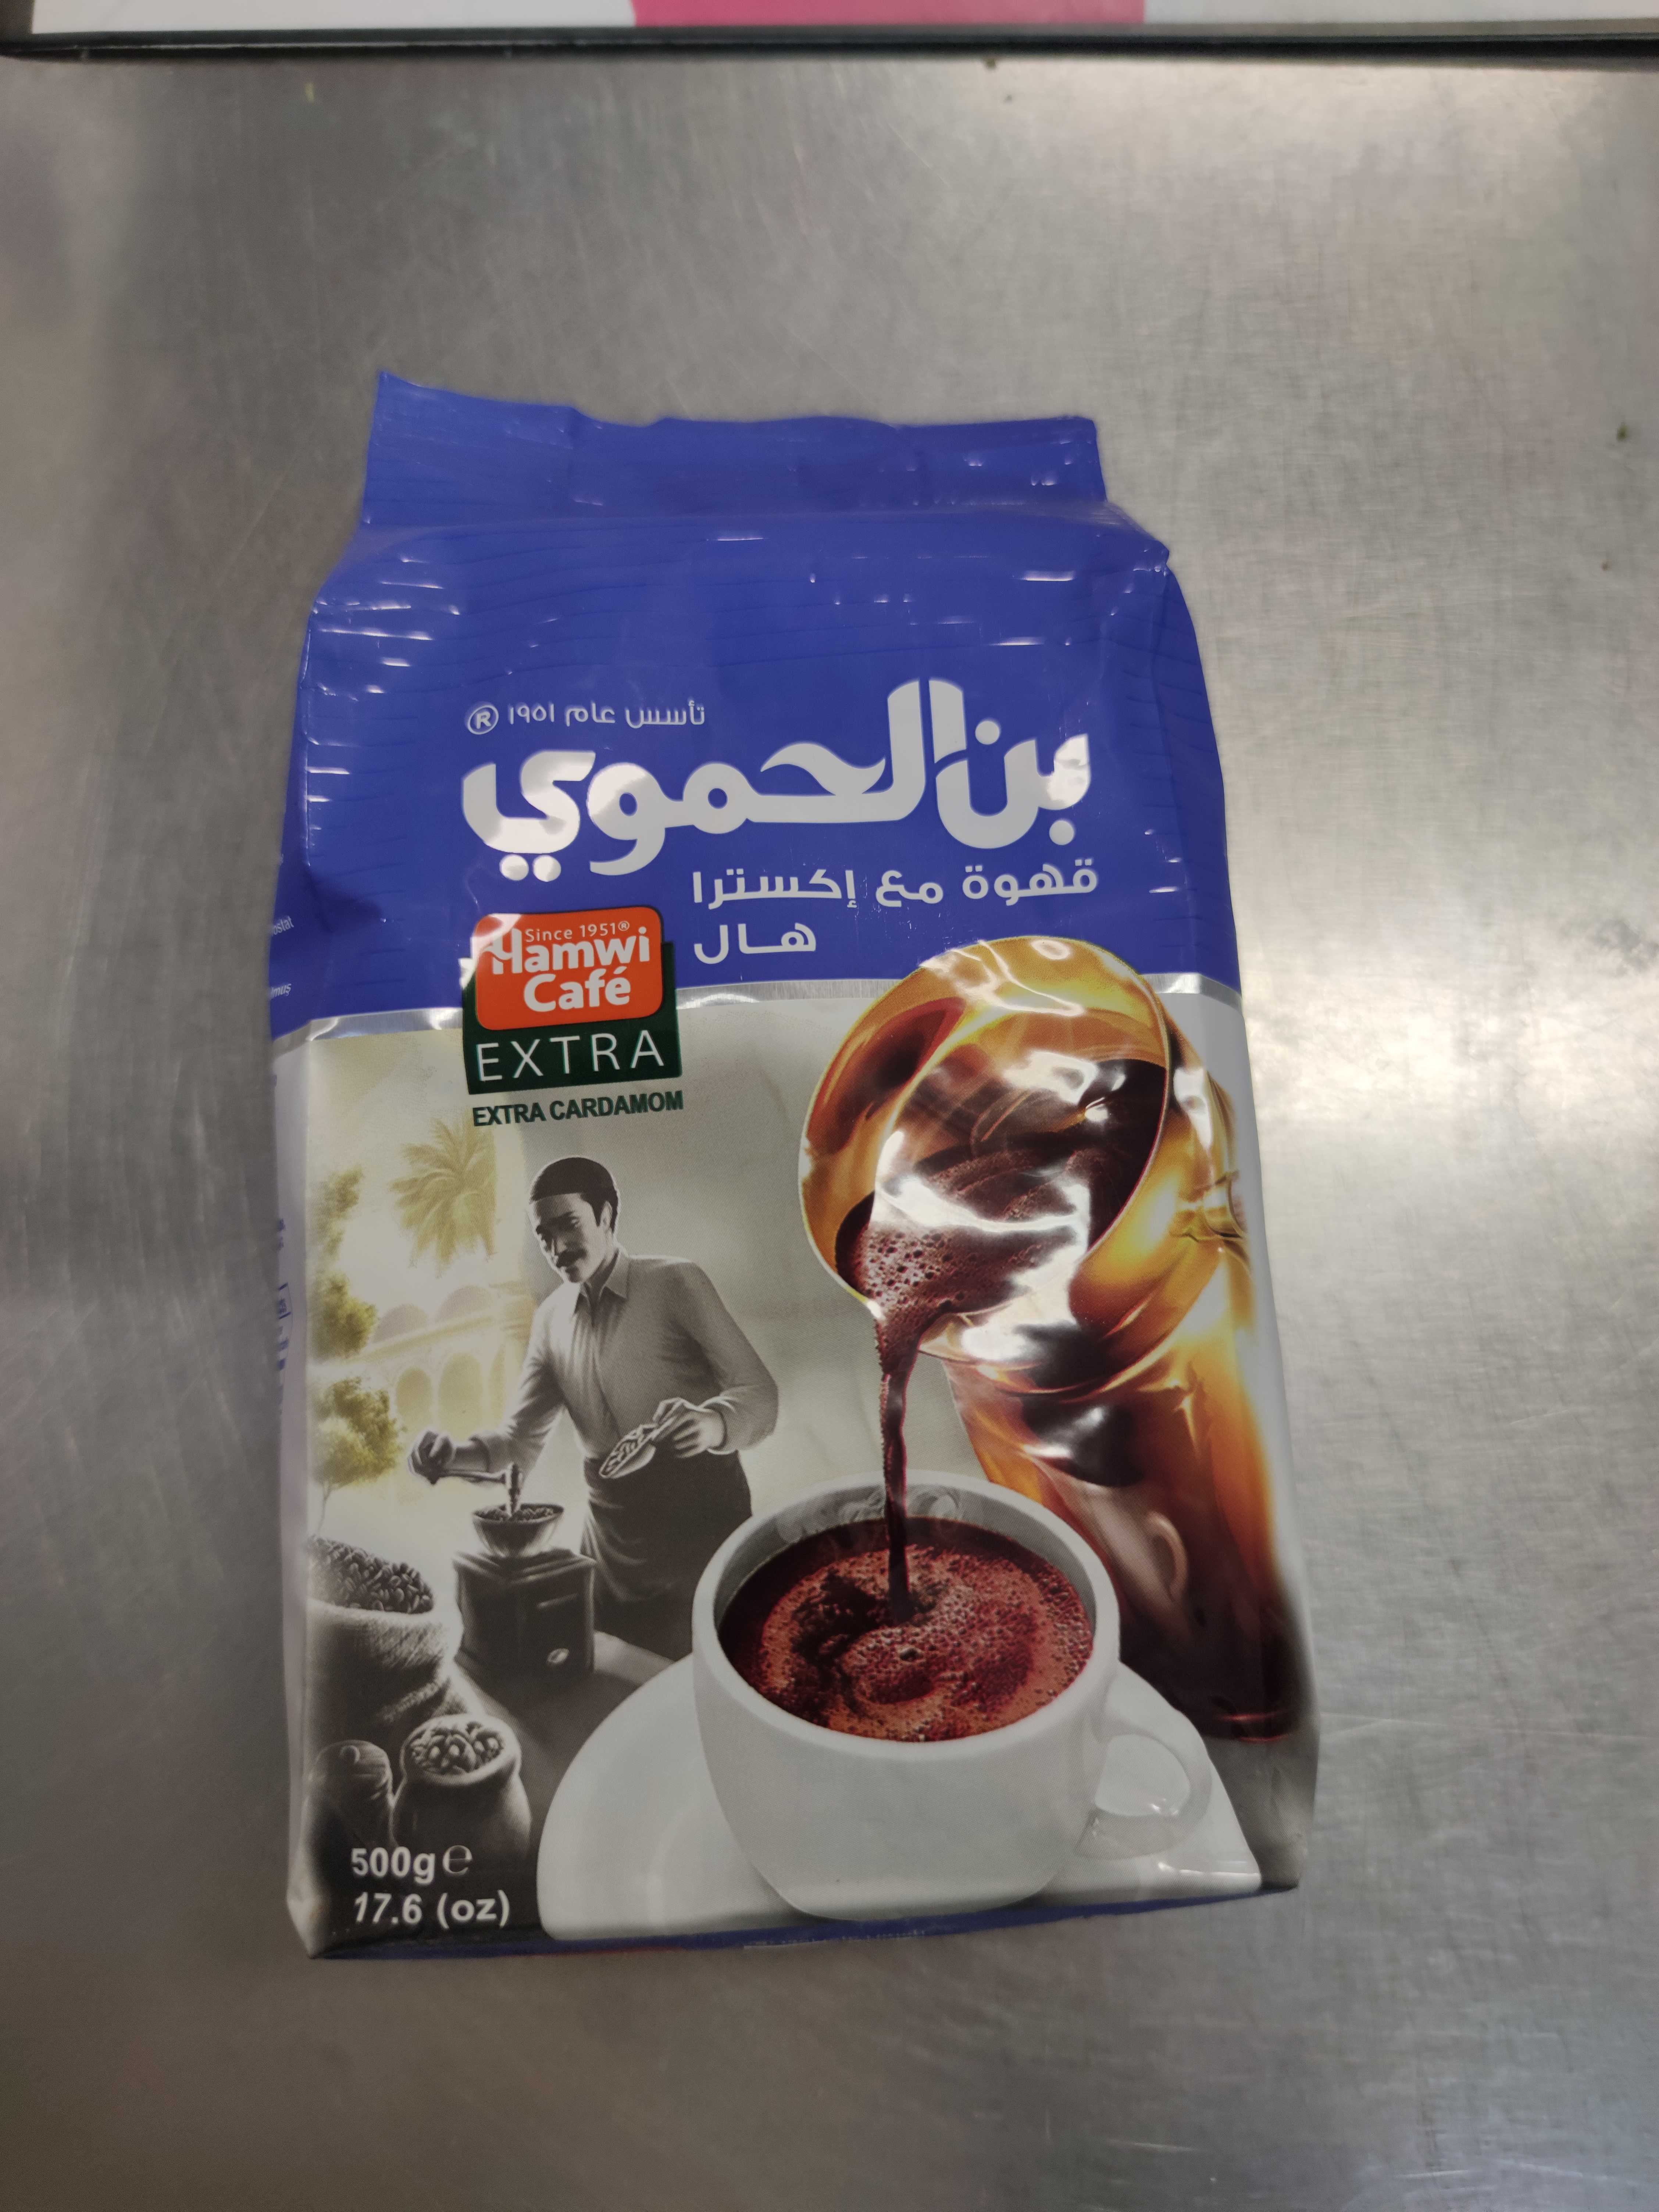 تأسس عام ١٩٥١ ®
بن الحموي
قهوة مع إكسترا
هال
Since 1951®
Hamwi
Café
EXTRA
EXTRA CARDAMOM
500g e
17.6 (oz)